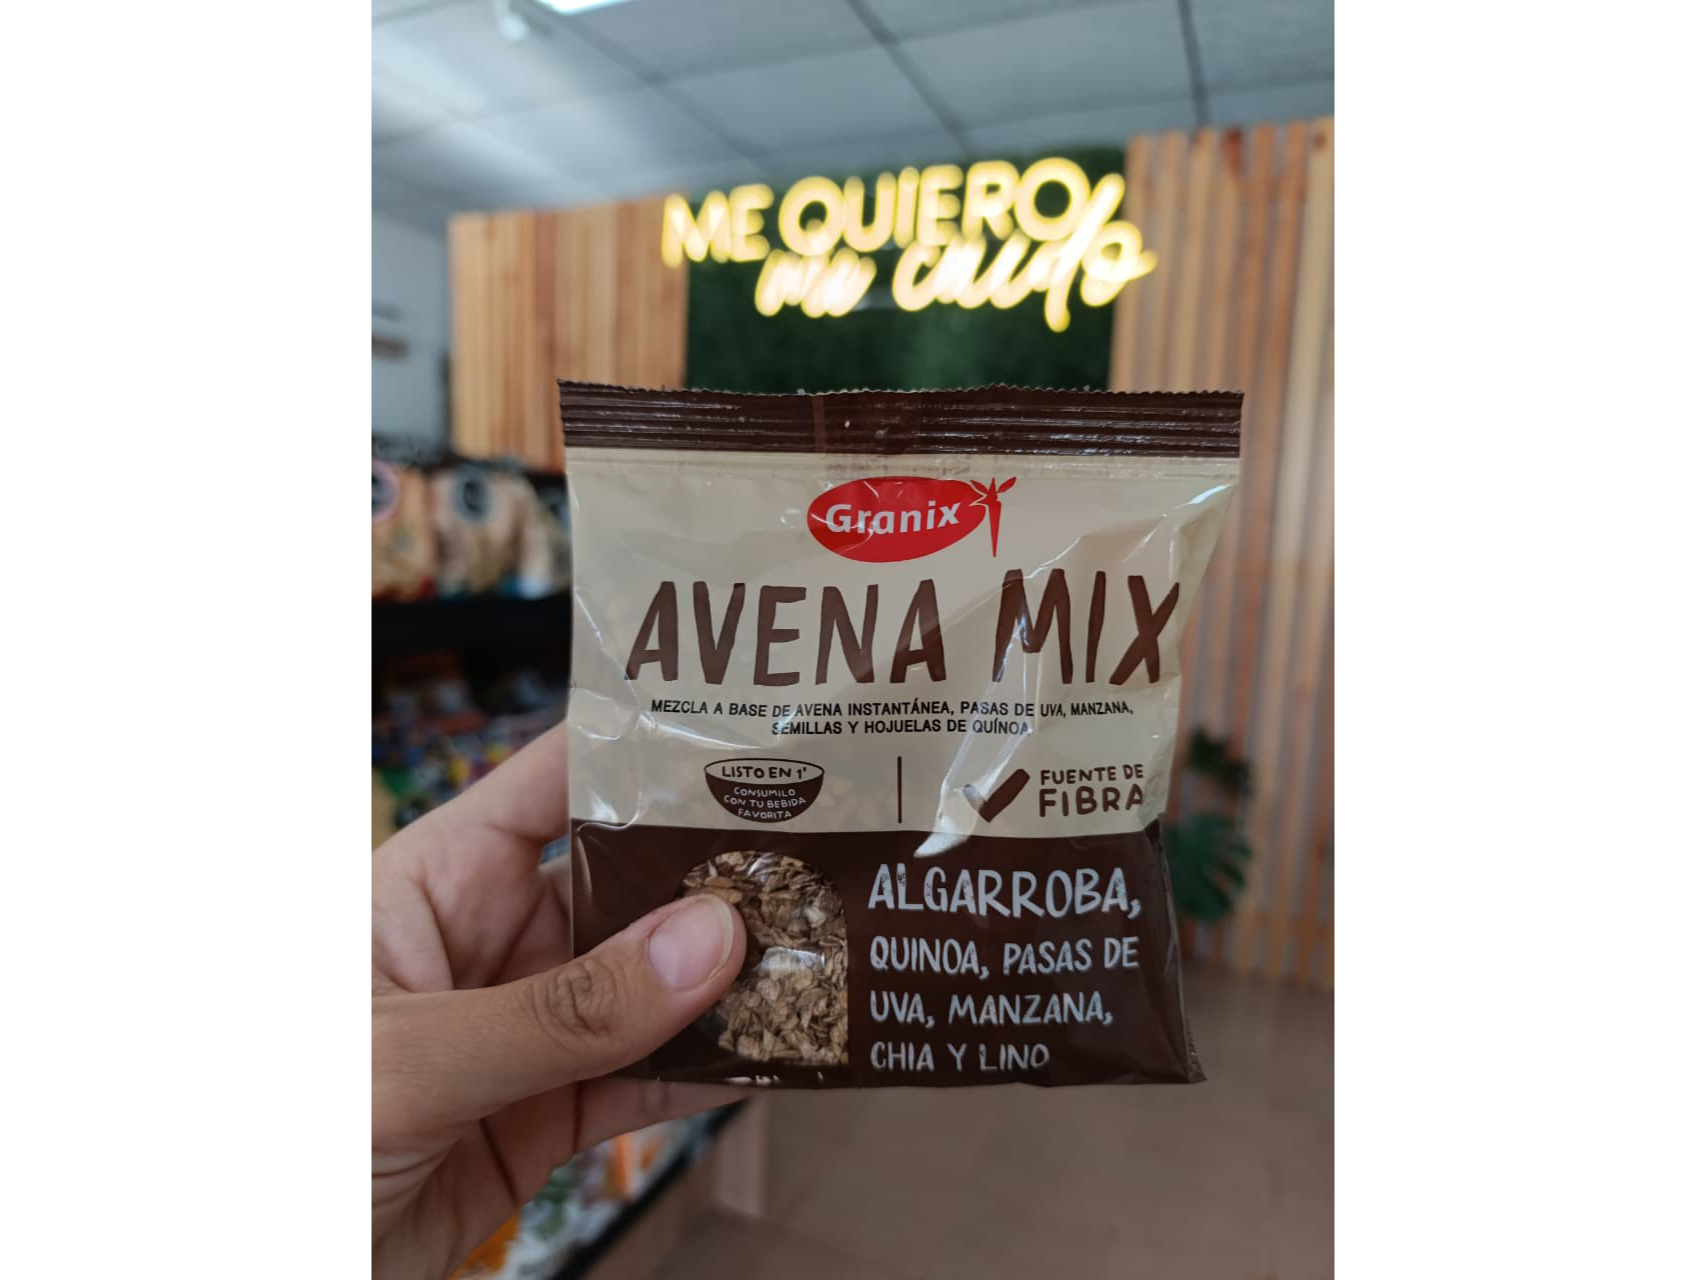 ME QUIERO
me cuido
Granix
AVENA MIX
MEZCLA A BASE DE AVENA INSTANTÁNEA, PASAS DE UVA, MANZANA,
SEMILLAS Y HOJUELAS DE QUÍNOA.
LISTO EN 1'
CONSUMILO
CON TU BEBIDA
FAVORITA
FUENTE DE
FIBRA
ALGARROBA,
QUINOA, PASAS DE
UVA, MANZANA,
CHIA Y LINO